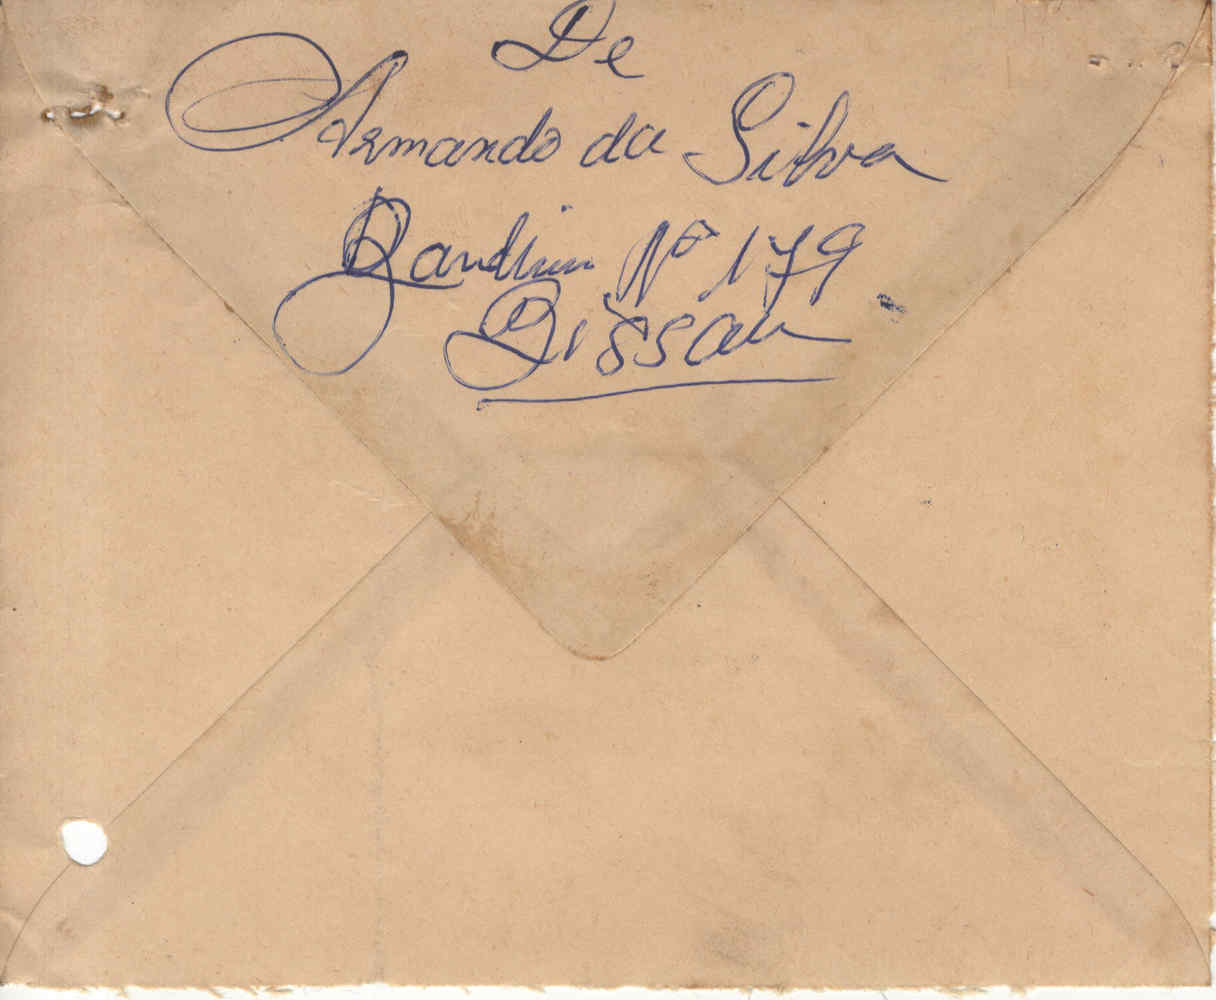 De
Armando da Silva
Bandim Nº 179
Bissau